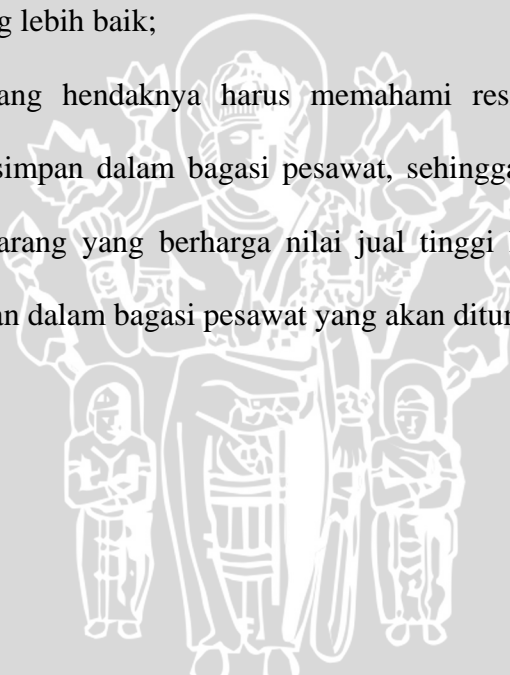 g lebih baik;
ang hendaknya harus memahami res
simpan dalam bagasi pesawat, sehingga
arang yang berharga nilai jual tinggi
an dalam bagasi pesawat yang akan ditu